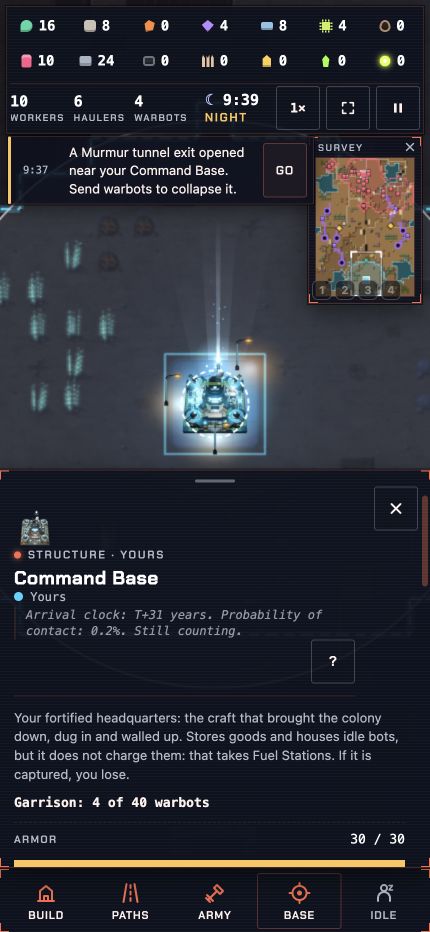 16 8 0 4 8 4 0
10 24 0 0 0 0 0
10 WORKERS
6 HAULERS
4 WARBOTS
9:39 NIGHT
1×
9:37
A Murmur tunnel exit opened
near your Command Base.
Send warbots to collapse it.
GO
SURVEY
1 2 3 4
STRUCTURE · YOURS
Command Base
Yours
Arrival clock: T+31 years. Probability of
contact: 0.2%. Still counting.
?
Your fortified headquarters: the craft that brought the colony
down, dug in and walled up. Stores goods and houses idle bots,
but it does not charge them: that takes Fuel Stations. If it is
captured, you lose.
Garrison: 4 of 40 warbots
ARMOR 30 / 30
BUILD PATHS ARMY BASE IDLE